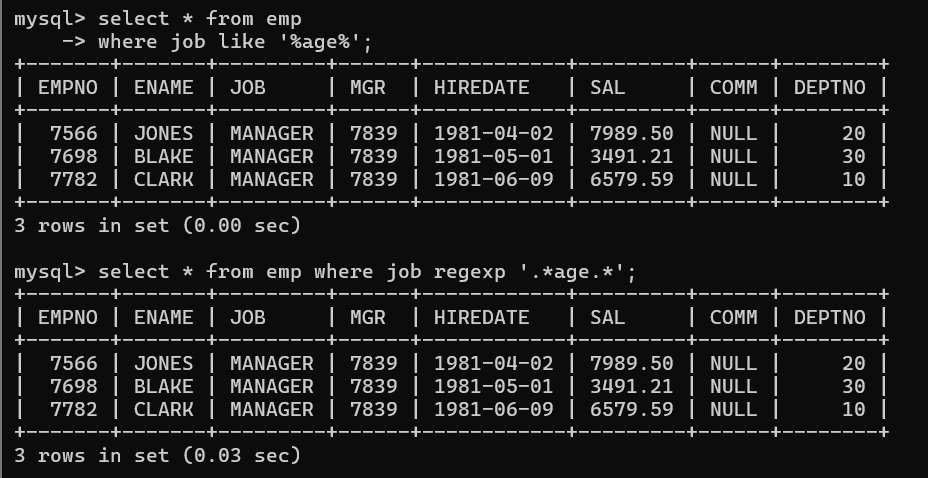 mysql> select * from emp
    -> where job like '%age%';
+-------+-------+---------+------+------------+---------+------+--------+
| EMPNO | ENAME | JOB     | MGR  | HIREDATE   | SAL     | COMM | DEPTNO |
+-------+-------+---------+------+------------+---------+------+--------+
|  7566 | JONES | MANAGER | 7839 | 1981-04-02 | 7989.50 | NULL |     20 |
|  7698 | BLAKE | MANAGER | 7839 | 1981-05-01 | 3491.21 | NULL |     30 |
|  7782 | CLARK | MANAGER | 7839 | 1981-06-09 | 6579.59 | NULL |     10 |
+-------+-------+---------+------+------------+---------+------+--------+
3 rows in set (0.00 sec)

mysql> select * from emp where job regexp '.*age.*';
+-------+-------+---------+------+------------+---------+------+--------+
| EMPNO | ENAME | JOB     | MGR  | HIREDATE   | SAL     | COMM | DEPTNO |
+-------+-------+---------+------+------------+---------+------+--------+
|  7566 | JONES | MANAGER | 7839 | 1981-04-02 | 7989.50 | NULL |     20 |
|  7698 | BLAKE | MANAGER | 7839 | 1981-05-01 | 3491.21 | NULL |     30 |
|  7782 | CLARK | MANAGER | 7839 | 1981-06-09 | 6579.59 | NULL |     10 |
+-------+-------+---------+------+------------+---------+------+--------+
3 rows in set (0.03 sec)